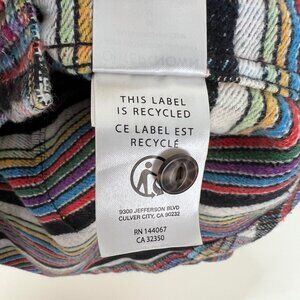 THIS LABEL
IS RECYCLED
CE LABEL EST
RECYCLÉ
9300 JEFFERSON BLVD
CULVER CITY, CA 90232
RN 144067
CA 32350